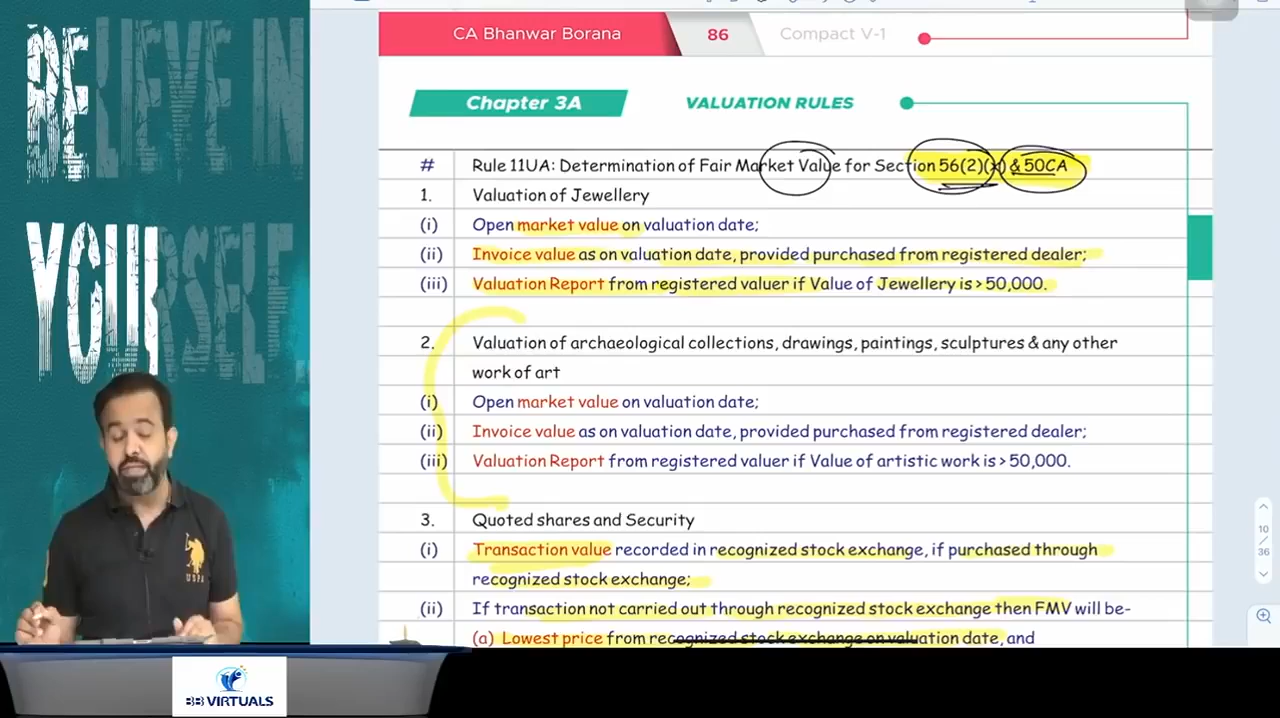 BELIEVE IN
YOURSELF
CA Bhanwar Borana
86
Compact V-1
Chapter 3A
VALUATION RULES
# Rule 11UA: Determination of Fair Market Value for Section 56(2)(x) & 50CA
1. Valuation of Jewellery
(i) Open market value on valuation date;
(ii) Invoice value as on valuation date, provided purchased from registered dealer;
(iii) Valuation Report from registered valuer if Value of Jewellery is > 50,000.
2. Valuation of archaeological collections, drawings, paintings, sculptures & any other
work of art
(i) Open market value on valuation date;
(ii) Invoice value as on valuation date, provided purchased from registered dealer;
(iii) Valuation Report from registered valuer if Value of artistic work is > 50,000.
3. Quoted shares and Security
(i) Transaction value recorded in recognized stock exchange, if purchased through
recognized stock exchange;
(ii) If transaction not carried out through recognized stock exchange then FMV will be-
(a) Lowest price from recognized stock exchange on valuation date, and
10
/
36
USPA
BB VIRTUALS